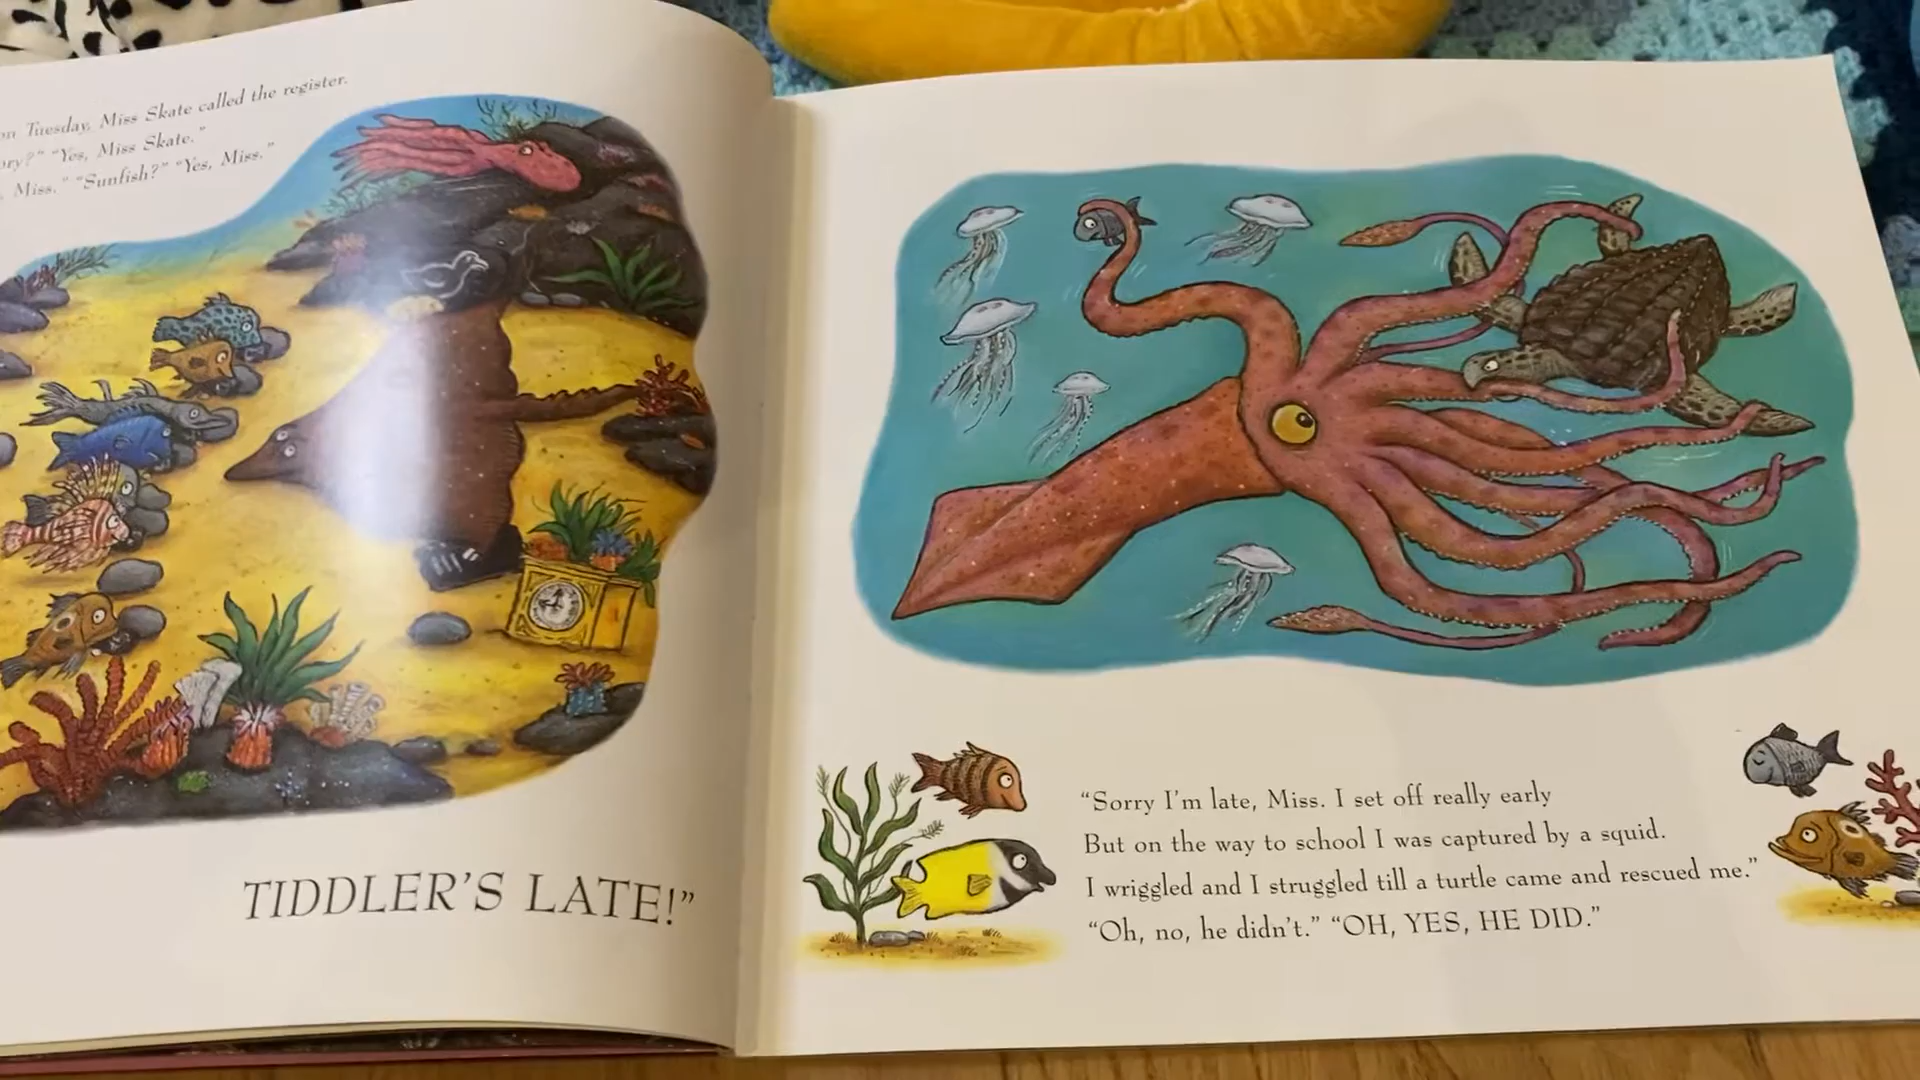 on Tuesday, Miss Skate called the register.
ory?" "Yes, Miss Skate."
, Miss." "Sunfish?" "Yes, Miss."
TIDDLER'S LATE!"
"Sorry I'm late, Miss. I set off really early
But on the way to school I was captured by a squid.
I wriggled and I struggled till a turtle came and rescued me."
"Oh, no, he didn't." "OH, YES, HE DID."